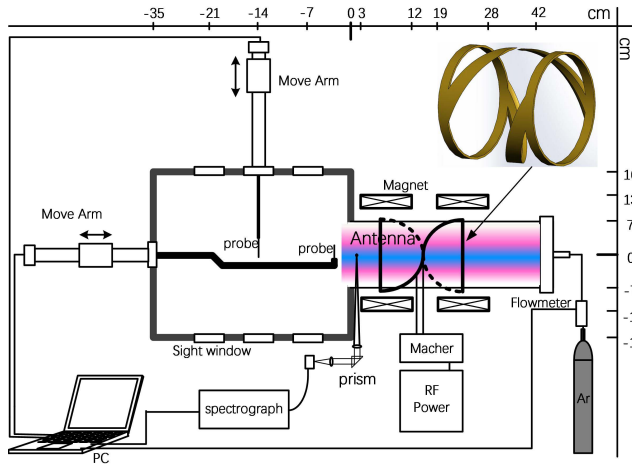 -35 -21 -14 -7 0 3 12 19 28 42 cm
cm
Move Arm
Magnet
Move Arm
probe
probe
Antenna
Flowmeter
Sight window
Macher
prism
RF
Power
spectrograph
Ar
PC
7
0